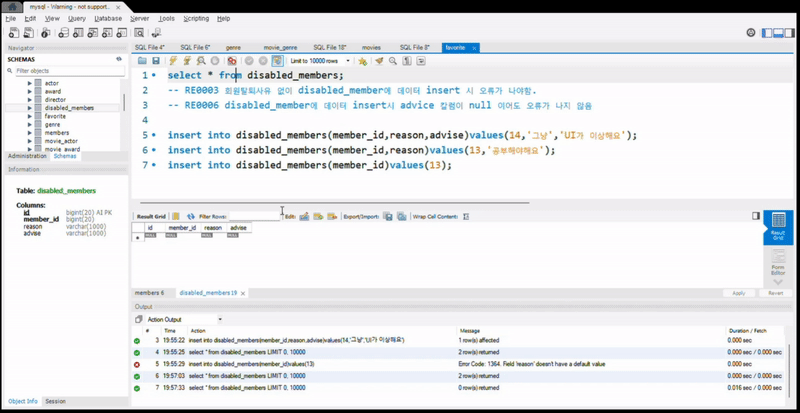 mysql - 'nilaming - not support...
File Edit View Query Database Server Tools Scripting Help
Navigator
SCHEMAS
Filter objects
actor
award
director
disabled_members
favorite
genre
members
movie_actor
movie_award
Administration Schemas
Information
Table: disabled_members
Columns:
id bigint(20) AI PK
member_id bigint(20)
reason varchar(1000)
advise varchar(1000)
Object Info Session
SQL File 4* SQL File 6* genre movie_genre SQL File 18* movies SQL File 8* favorite
Limit to 10000 rows
1 select * from disabled_members;
2 -- RE0003 회원탈퇴사유 없이 disabled_member에 데이터 insert 시 오류가 나야함.
3 -- RE0006 disabled_member에 데이터 insert시 advice 칼럼이 null 이어도 오류가 나지 않음
4
5 insert into disabled_members(member_id,reason,advise)values(14,'그냥','UI가 이상해요');
6 insert into disabled_members(member_id,reason)values(13,'공부해야해요');
7 insert into disabled_members(member_id)values(13);
Result Grid Filter Rows: Edit: Export/Import: Wrap Cell Content:
id member_id reason advise
NULL NULL NULL NULL
Result Grid
Form Editor
members 6 disabled_members 19
Apply Revert
Output
Action Output
# Time Action Message Duration / Fetch
3 19:55:22 insert into disabled_members(member_id,reason,advise)values(14,'그냥','UI가 이상해요') 1 row(s) affected 0.000 sec
4 19:55:25 select * from disabled_members LIMIT 0, 10000 2 row(s) returned 0.000 sec / 0.000 sec
5 19:55:29 insert into disabled_members(member_id)values(13) Error Code: 1364. Field 'reason' doesn't have a default value 0.000 sec
6 19:57:03 select * from disabled_members LIMIT 0, 10000 2 row(s) returned 0.000 sec / 0.000 sec
7 19:57:33 select * from disabled_members LIMIT 0, 10000 0 row(s) returned 0.016 sec / 0.000 sec